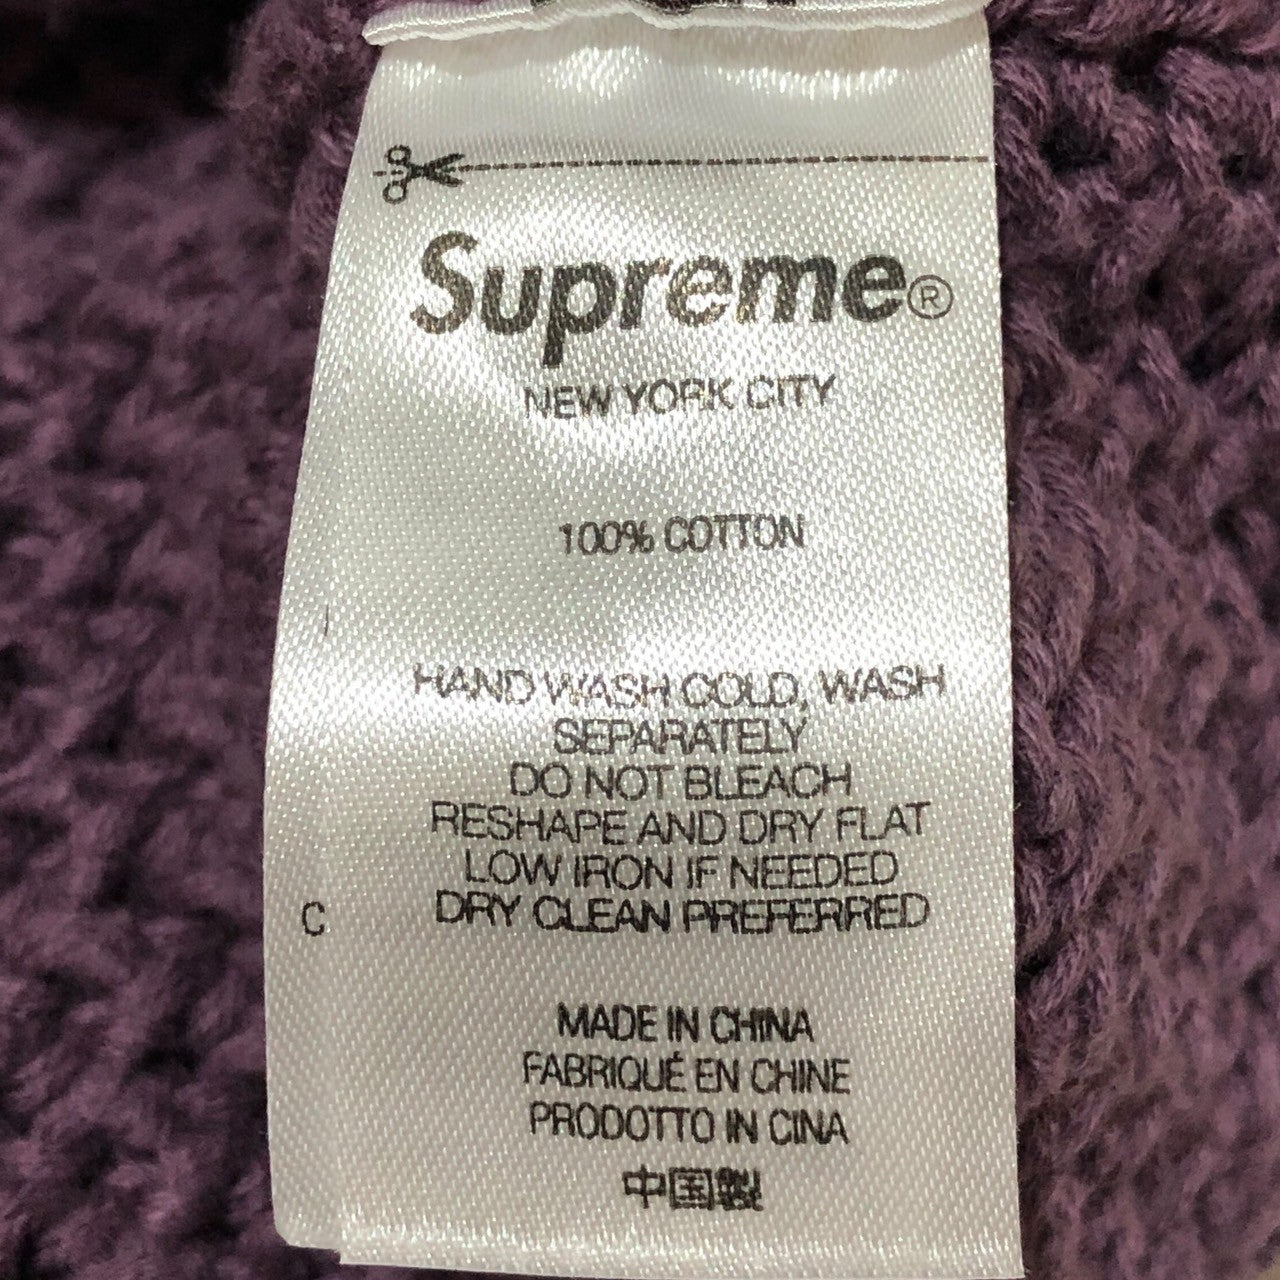 Supreme®
NEW YORK CITY
100% COTTON
HAND WASH COLD, WASH
SEPARATELY
DO NOT BLEACH
RESHAPE AND DRY FLAT
LOW IRON IF NEEDED
C
DRY CLEAN PREFERRED
MADE IN CHINA
FABRIQUÉ EN CHINE
PRODOTTO IN CINA
中国製